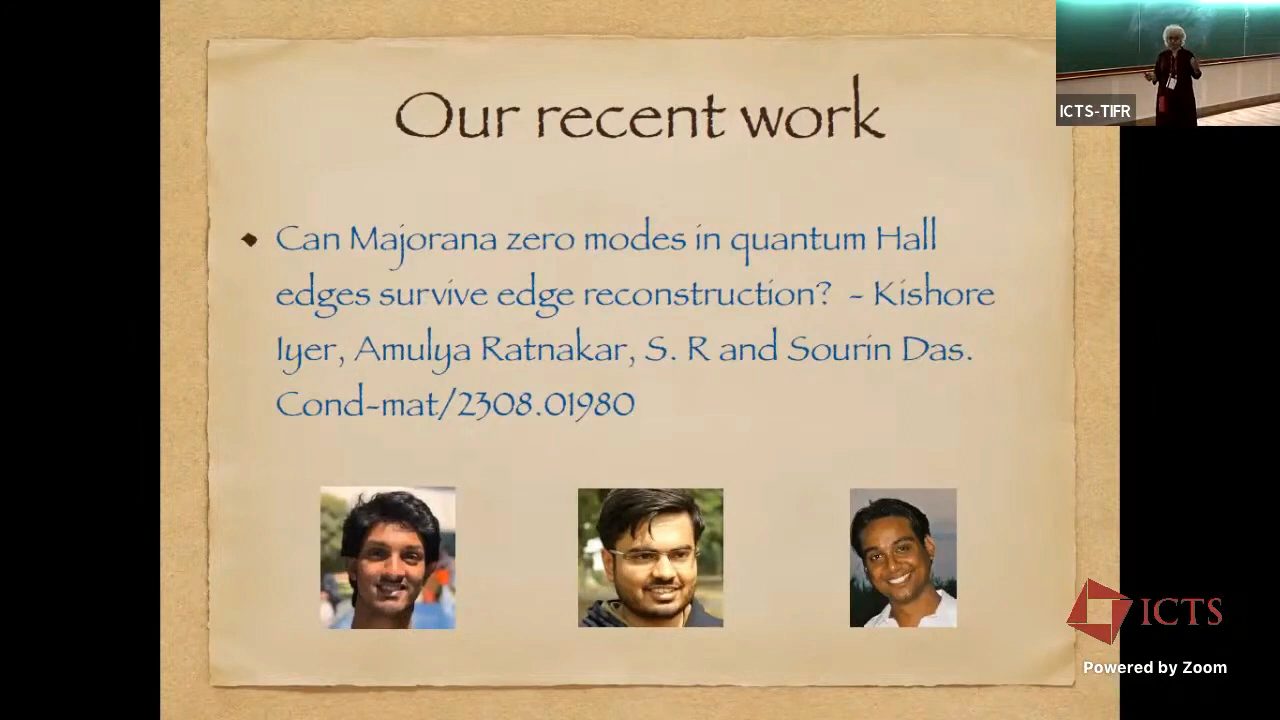 Our recent work
Can Majorana zero modes in quantum Hall
edges survive edge reconstruction? - Kishore
Iyer, Amulya Ratnakar, S. R and Sourin Das.
Cond-mat/2308.01980
ICTS-TIFR
ICTS
Powered by Zoom